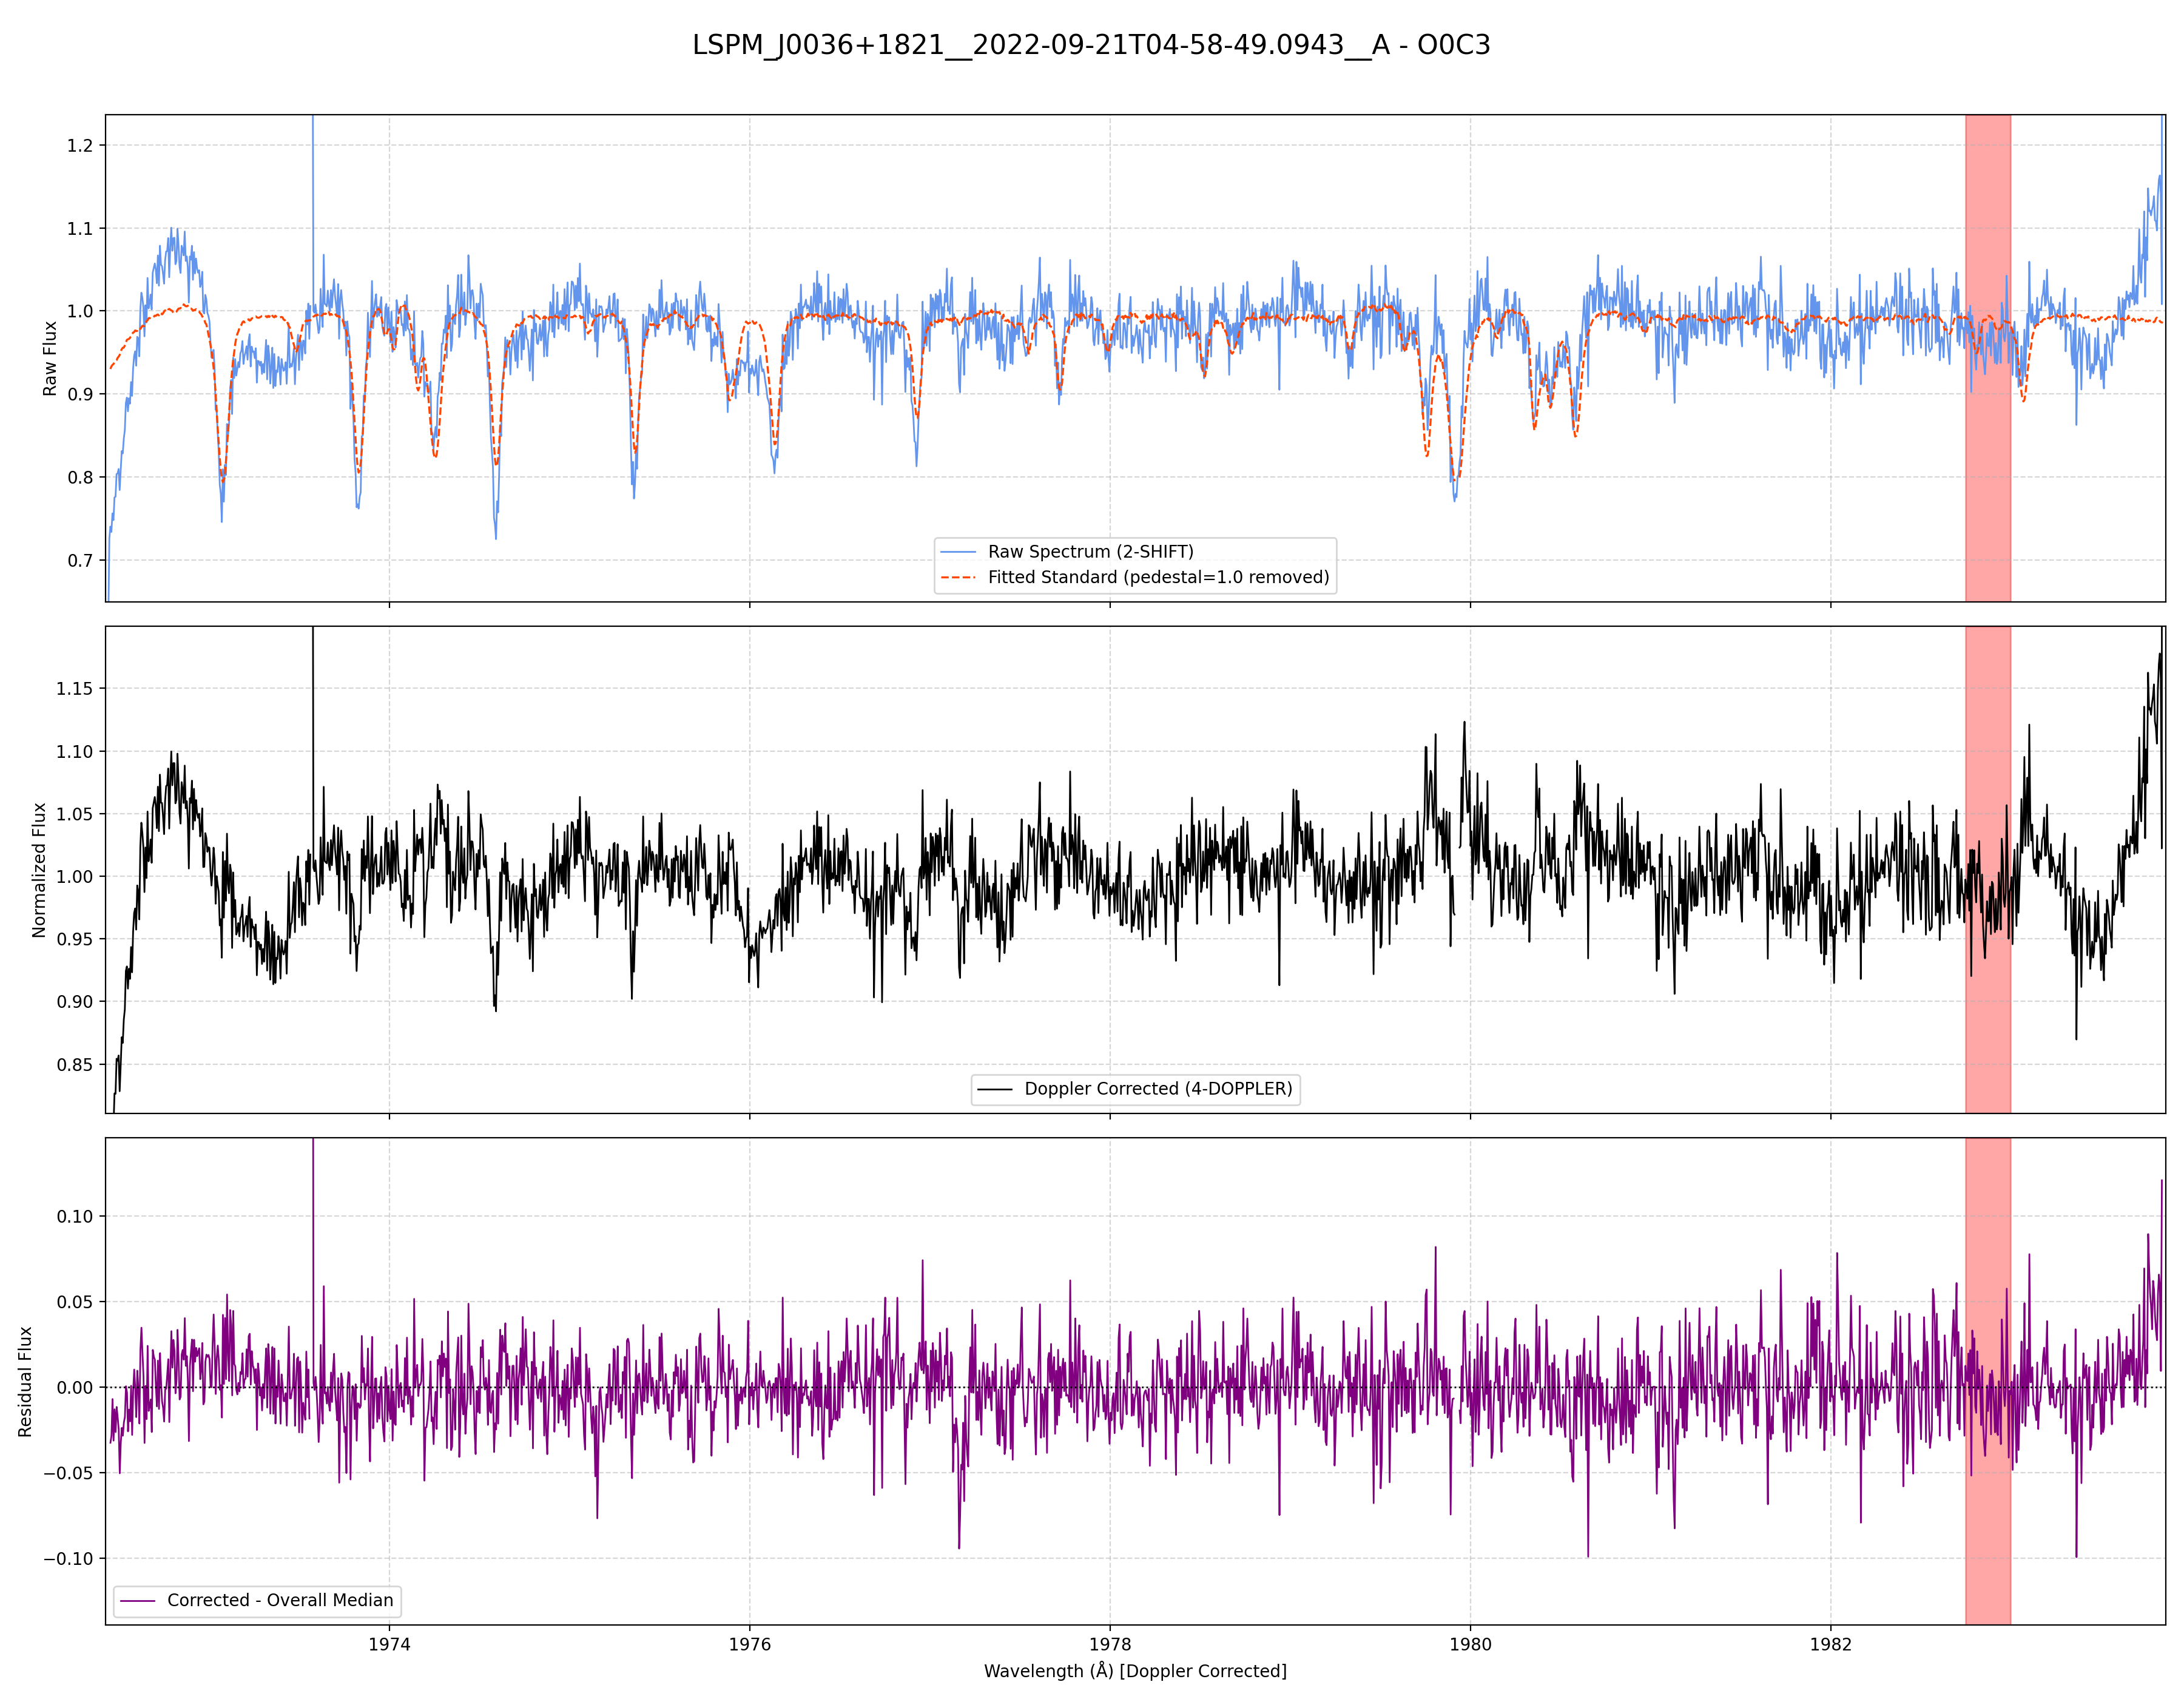 LSPM_J0036+1821__2022-09-21T04-58-49.0943__A - O0C3
1.2
1.1
1.0
0.9
0.8
0.7
Raw Flux
Raw Spectrum (2-SHIFT)
Fitted Standard (pedestal=1.0 removed)
1.15
1.10
1.05
1.00
0.95
0.90
0.85
Normalized Flux
Doppler Corrected (4-DOPPLER)
0.10
0.05
0.00
−0.05
−0.10
Residual Flux
Corrected - Overall Median
1974 1976 1978 1980 1982
Wavelength (Å) [Doppler Corrected]